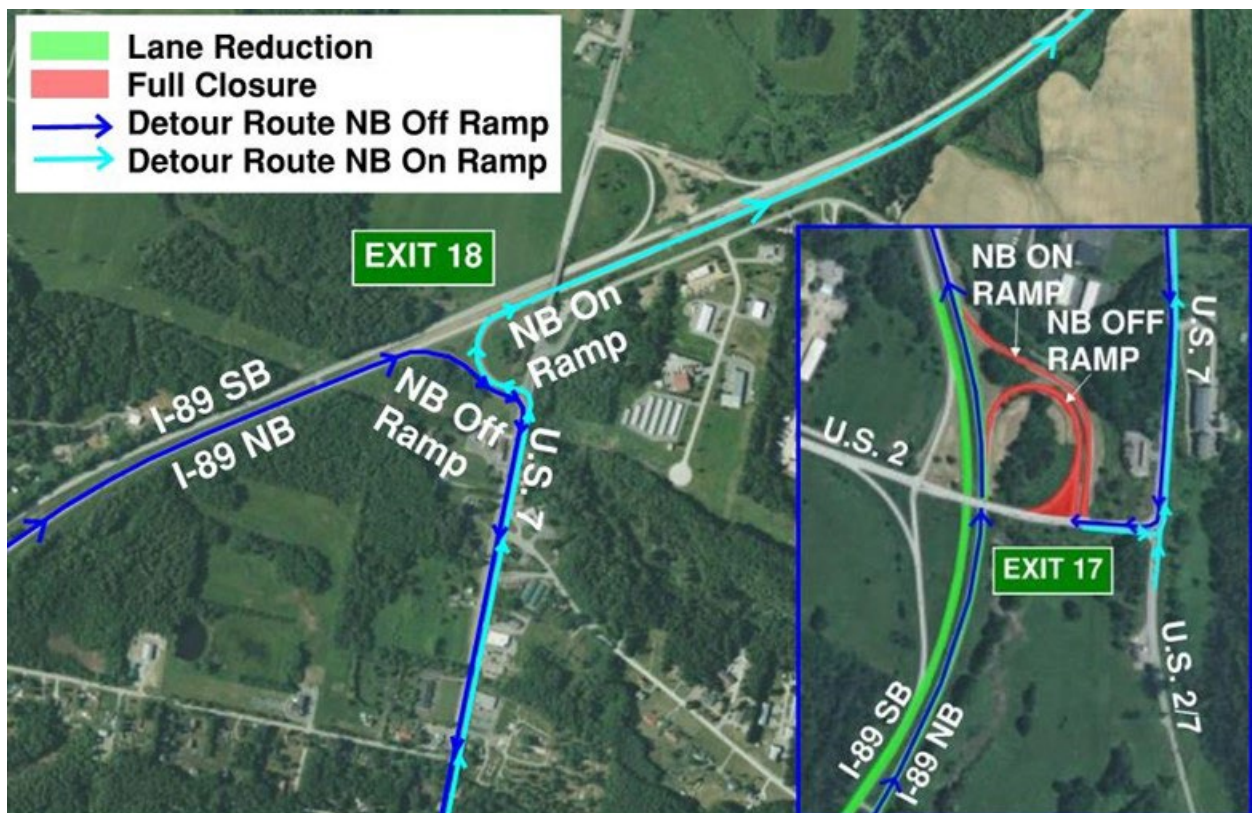 Lane Reduction
Full Closure
Detour Route NB Off Ramp
Detour Route NB On Ramp
EXIT 18
NB On
Ramp
I-89 SB
I-89 NB
NB Off
Ramp
U.S. 7
NB ON
RAMP
NB OFF
RAMP
U.S. 7
U.S. 2
EXIT 17
U.S. 2/7
I-89 SB
I-89 NB